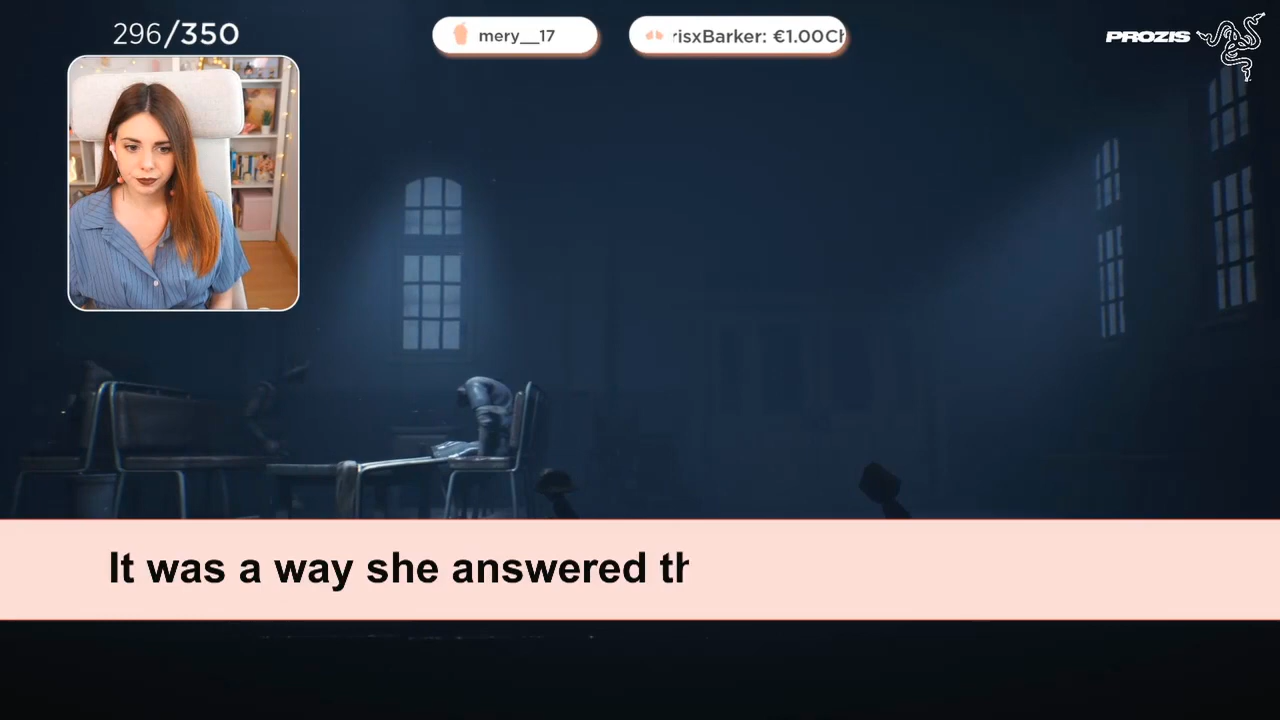 296/350
mery__17
risxBarker: €1.00Ch
PROZIS
It was a way she answered th